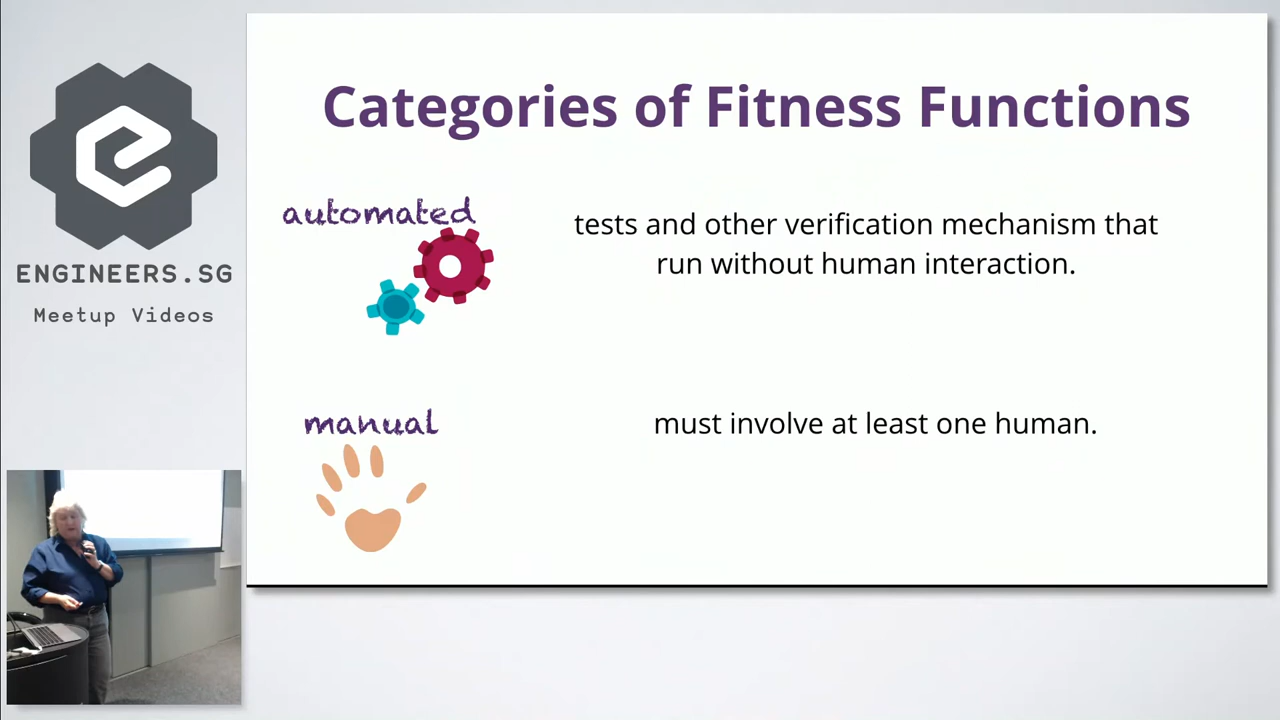 ENGINEERS.SG
Meetup Videos
Categories of Fitness Functions
automated
tests and other verification mechanism that
run without human interaction.
manual
must involve at least one human.